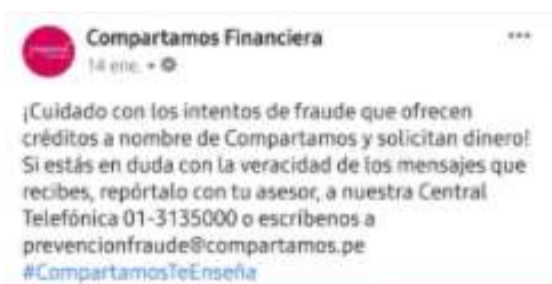 Compartamos Financiera
14 ene.
¡Cuidado con los intentos de fraude que ofrecen
créditos a nombre de Compartamos y solicitan dinero!
Si estás en duda con la veracidad de los mensajes que
recibes, repórtalo con tu asesor, a nuestra Central
Telefónica 01-3135000 o escríbenos a
prevencionfraude@compartamos.pe
#CompartamosTeEnseña